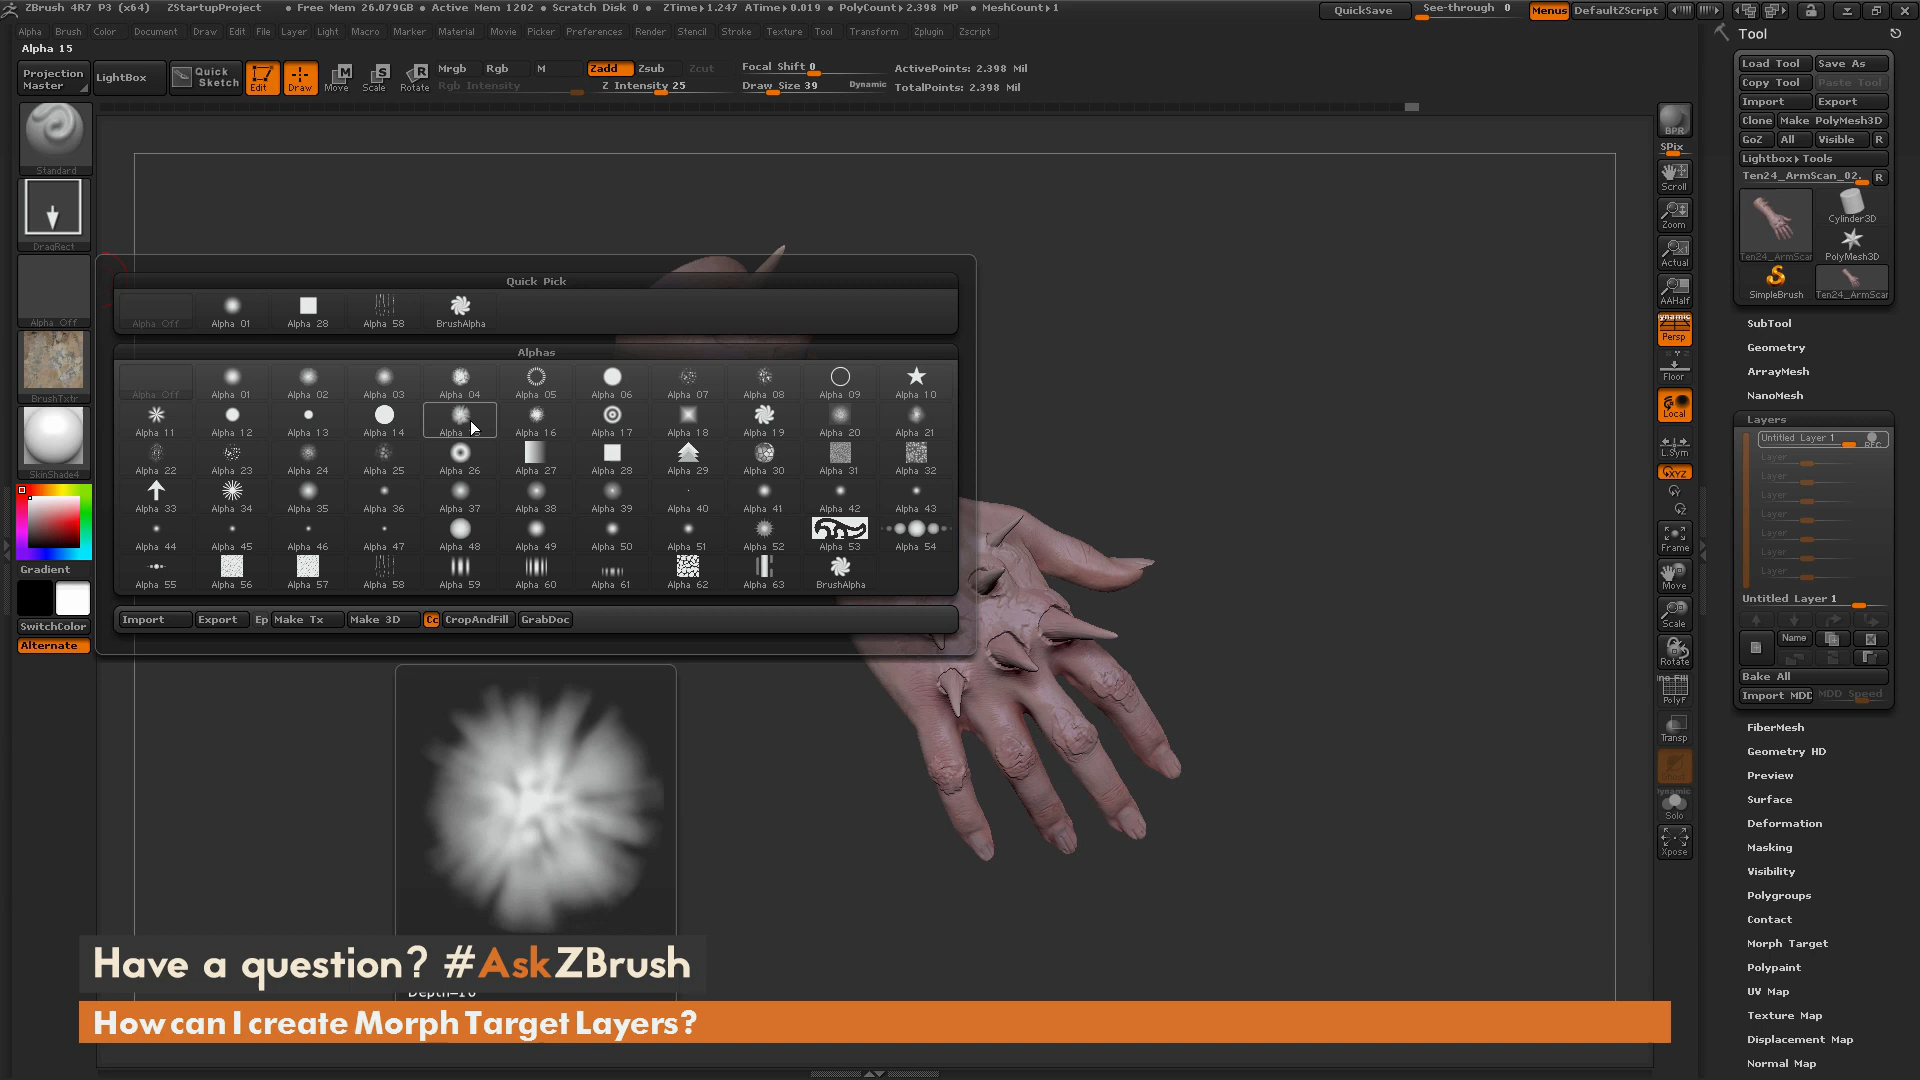 ZBrush 4R7 P3 (x64) ZStartupProject • Free Mem 26.079GB • Active Mem 1202 • Scratch Disk 0 • ZTime▸1.247 ATime▸0.019 • PolyCount▸2.398 MP • MeshCount▸1 QuickSave See-through 0 Menus DefaultZScript
Alpha Brush Color Document Draw Edit File Layer Light Macro Marker Material Movie Picker Preferences Render Stencil Stroke Texture Tool Transform Zplugin Zscript
Alpha 15
Projection Master LightBox Quick Sketch Edit Draw Move Scale Rotate
Mrgb Rgb M Zadd Zsub Zcut Focal Shift 0 ActivePoints: 2.398 Mil
Rgb Intensity Z Intensity 25 Draw Size 39 Dynamic TotalPoints: 2.398 Mil
Standard
DragRect
Alpha Off
BrushTxtr
SkinShade4
Gradient
SwitchColor
Alternate
Quick Pick
Alpha Off Alpha 01 Alpha 28 Alpha 58 BrushAlpha
Alphas
Alpha Off Alpha 01 Alpha 02 Alpha 03 Alpha 04 Alpha 05 Alpha 06 Alpha 07 Alpha 08 Alpha 09 Alpha 10
Alpha 11 Alpha 12 Alpha 13 Alpha 14 Alpha 16 Alpha 17 Alpha 18 Alpha 19 Alpha 20 Alpha 21
Alpha 22 Alpha 23 Alpha 24 Alpha 25 Alpha 26 Alpha 27 Alpha 28 Alpha 29 Alpha 30 Alpha 31 Alpha 32
Alpha 33 Alpha 34 Alpha 35 Alpha 36 Alpha 37 Alpha 38 Alpha 39 Alpha 40 Alpha 41 Alpha 42 Alpha 43
Alpha 44 Alpha 45 Alpha 46 Alpha 47 Alpha 48 Alpha 49 Alpha 50 Alpha 51 Alpha 52 Alpha 53 Alpha 54
Alpha 55 Alpha 56 Alpha 57 Alpha 58 Alpha 59 Alpha 60 Alpha 61 Alpha 62 Alpha 63 BrushAlpha
Import Export Ep Make Tx Make 3D Cc CropAndFill GrabDoc
Have a question? #AskZBrush
How can I create Morph Target Layers?
BPR
SPix
Scroll
Zoom
Actual
AAHalf
Persp
Floor
Local
L.Sym
XYZ
Frame
Move
Scale
Rotate
PolyF
Transp
Ghost
Dynamic
Solo
Xpose
Tool
Load Tool Save As
Copy Tool Paste Tool
Import Export
Clone Make PolyMesh3D
GoZ All Visible R
Lightbox▸Tools
Ten24_ArmScan_02. R
Cylinder3D
Ten24_ArmScar PolyMesh3D
SimpleBrush Ten24_ArmScar
SubTool
Geometry
ArrayMesh
NanoMesh
Layers
Untitled Layer 1 REC
Layer
Layer
Layer
Layer
Layer
Layer
Layer
Untitled Layer 1
Name
Bake All
Import MDD MDD Speed
FiberMesh
Geometry HD
Preview
Surface
Deformation
Masking
Visibility
Polygroups
Contact
Morph Target
Polypaint
UV Map
Texture Map
Displacement Map
Normal Map